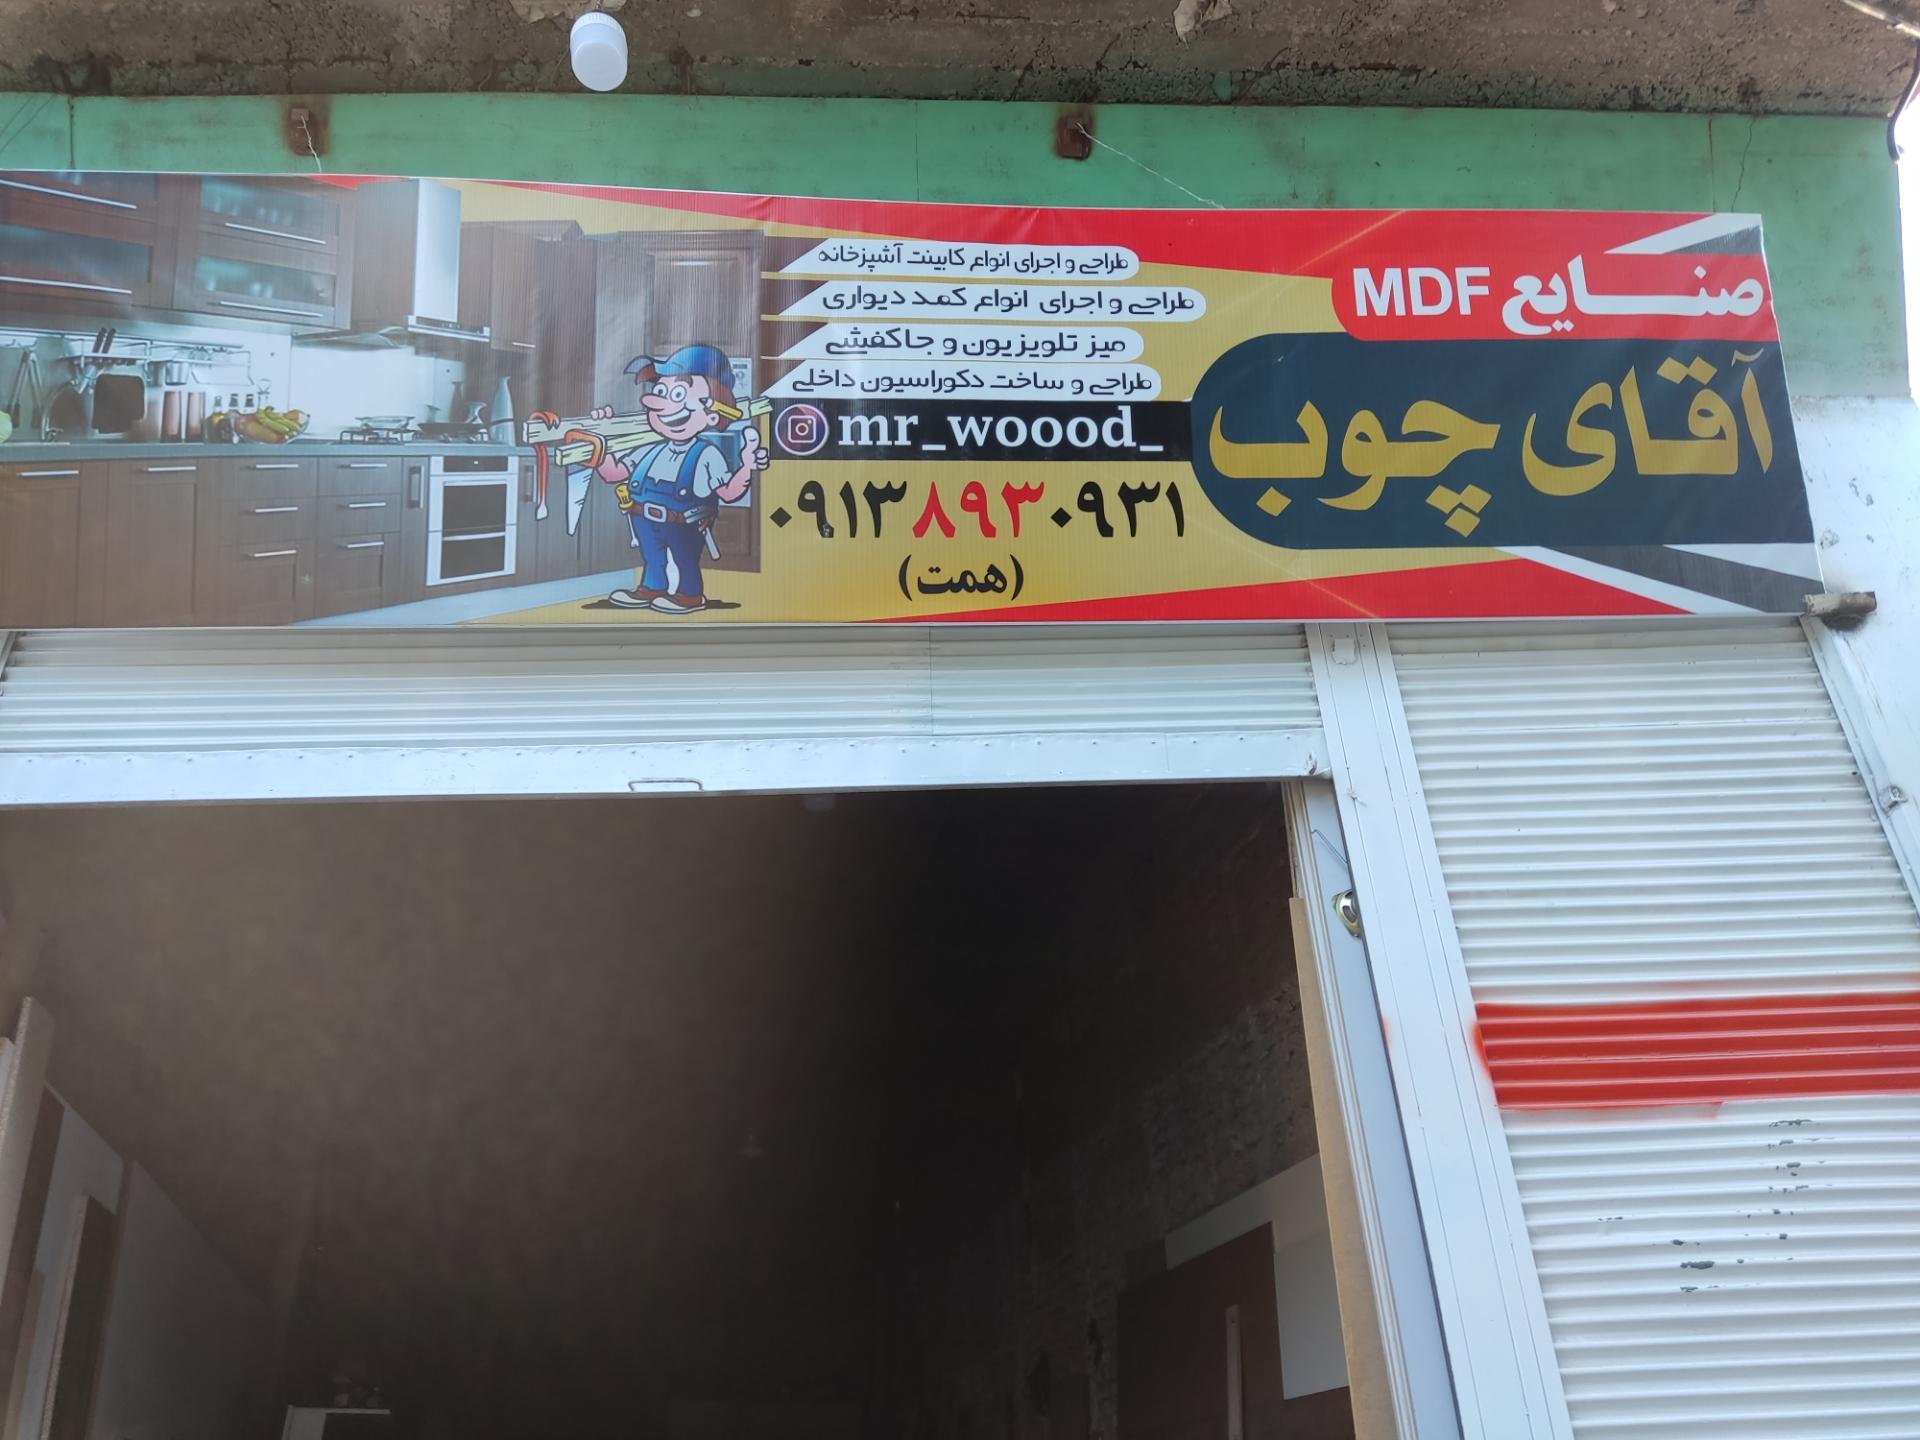 صنایع MDF
آقای چوب
طراحی و اجرای انواع کابینت آشپزخانه
طراحی و اجرای انواع کمد دیواری
میز تلویزیون و جاکفشی
طراحی و ساخت دکوراسیون داخلی
mr_woood_
۰۹۱۳۸۹۳۰۹۳۱
(همت)